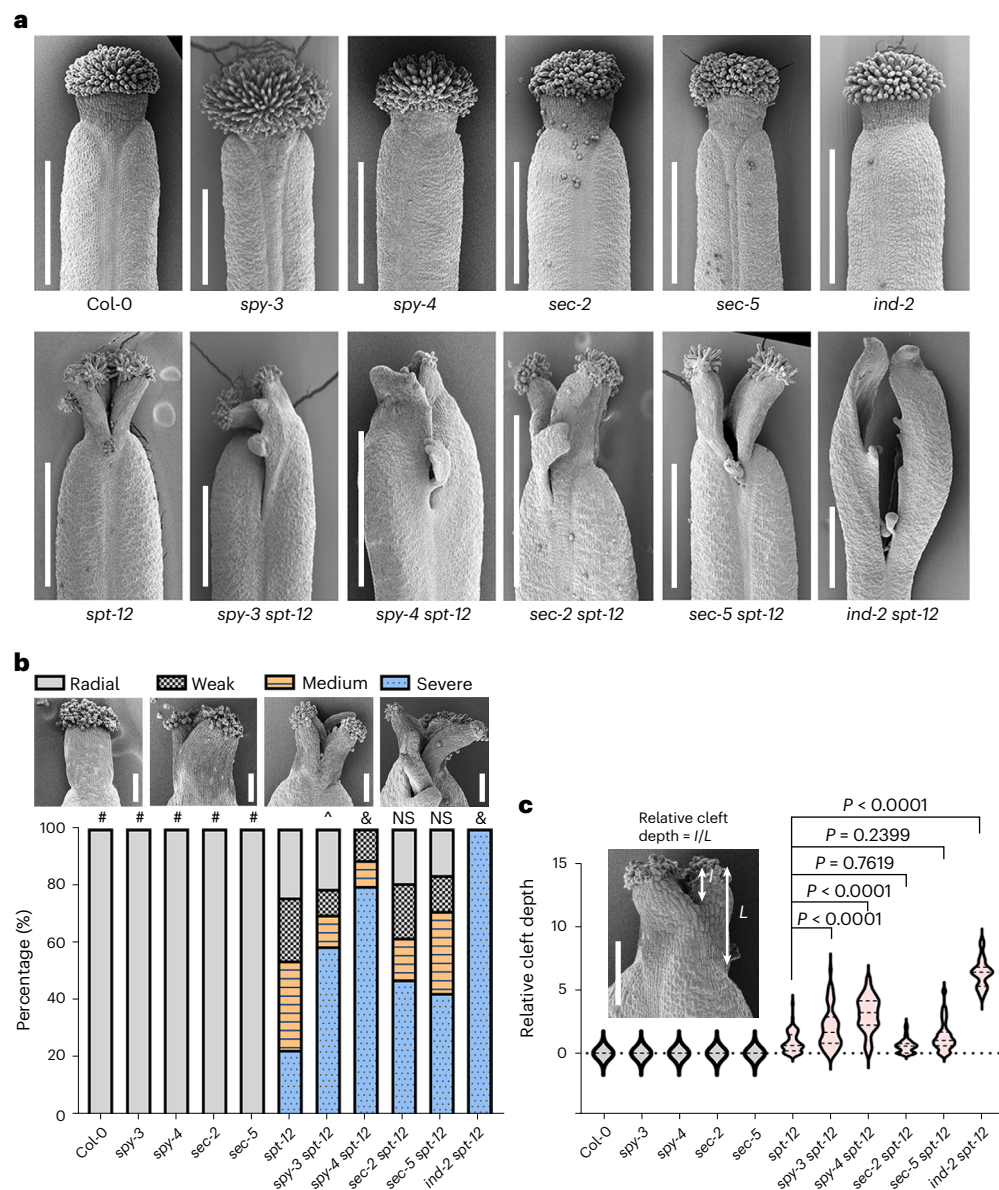 a
Col-0
spy-3
spy-4
sec-2
sec-5
ind-2
spt-12
spy-3 spt-12
spy-4 spt-12
sec-2 spt-12
sec-5 spt-12
ind-2 spt-12
b
Radial
Weak
Medium
Severe
# # # # # ^ & NS NS &
Percentage (%)
100
80
60
40
20
0
Col-0
spy-3
spy-4
sec-2
sec-5
spt-12
spy-3 spt-12
spy-4 spt-12
sec-2 spt-12
sec-5 spt-12
ind-2 spt-12
c
Relative cleft
depth = l/L
l
L
P < 0.0001
P = 0.2399
P = 0.7619
P < 0.0001
P < 0.0001
Relative cleft depth
15
10
5
0
Col-0
spy-3
spy-4
sec-2
sec-5
spt-12
spy-3 spt-12
spy-4 spt-12
sec-2 spt-12
sec-5 spt-12
ind-2 spt-12